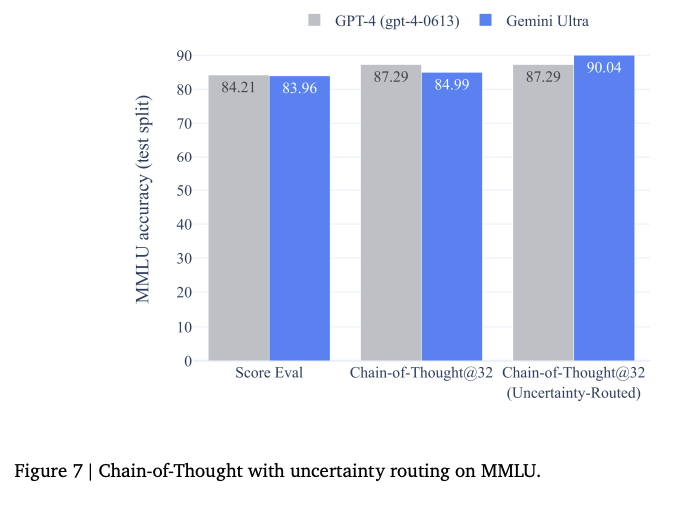 GPT-4 (gpt-4-0613) Gemini Ultra
MMLU accuracy (test split)
90
80
70
60
50
40
30
20
10
0
84.21 83.96 87.29 84.99 87.29 90.04
Score Eval Chain-of-Thought@32 Chain-of-Thought@32
(Uncertainty-Routed)
Figure 7 | Chain-of-Thought with uncertainty routing on MMLU.